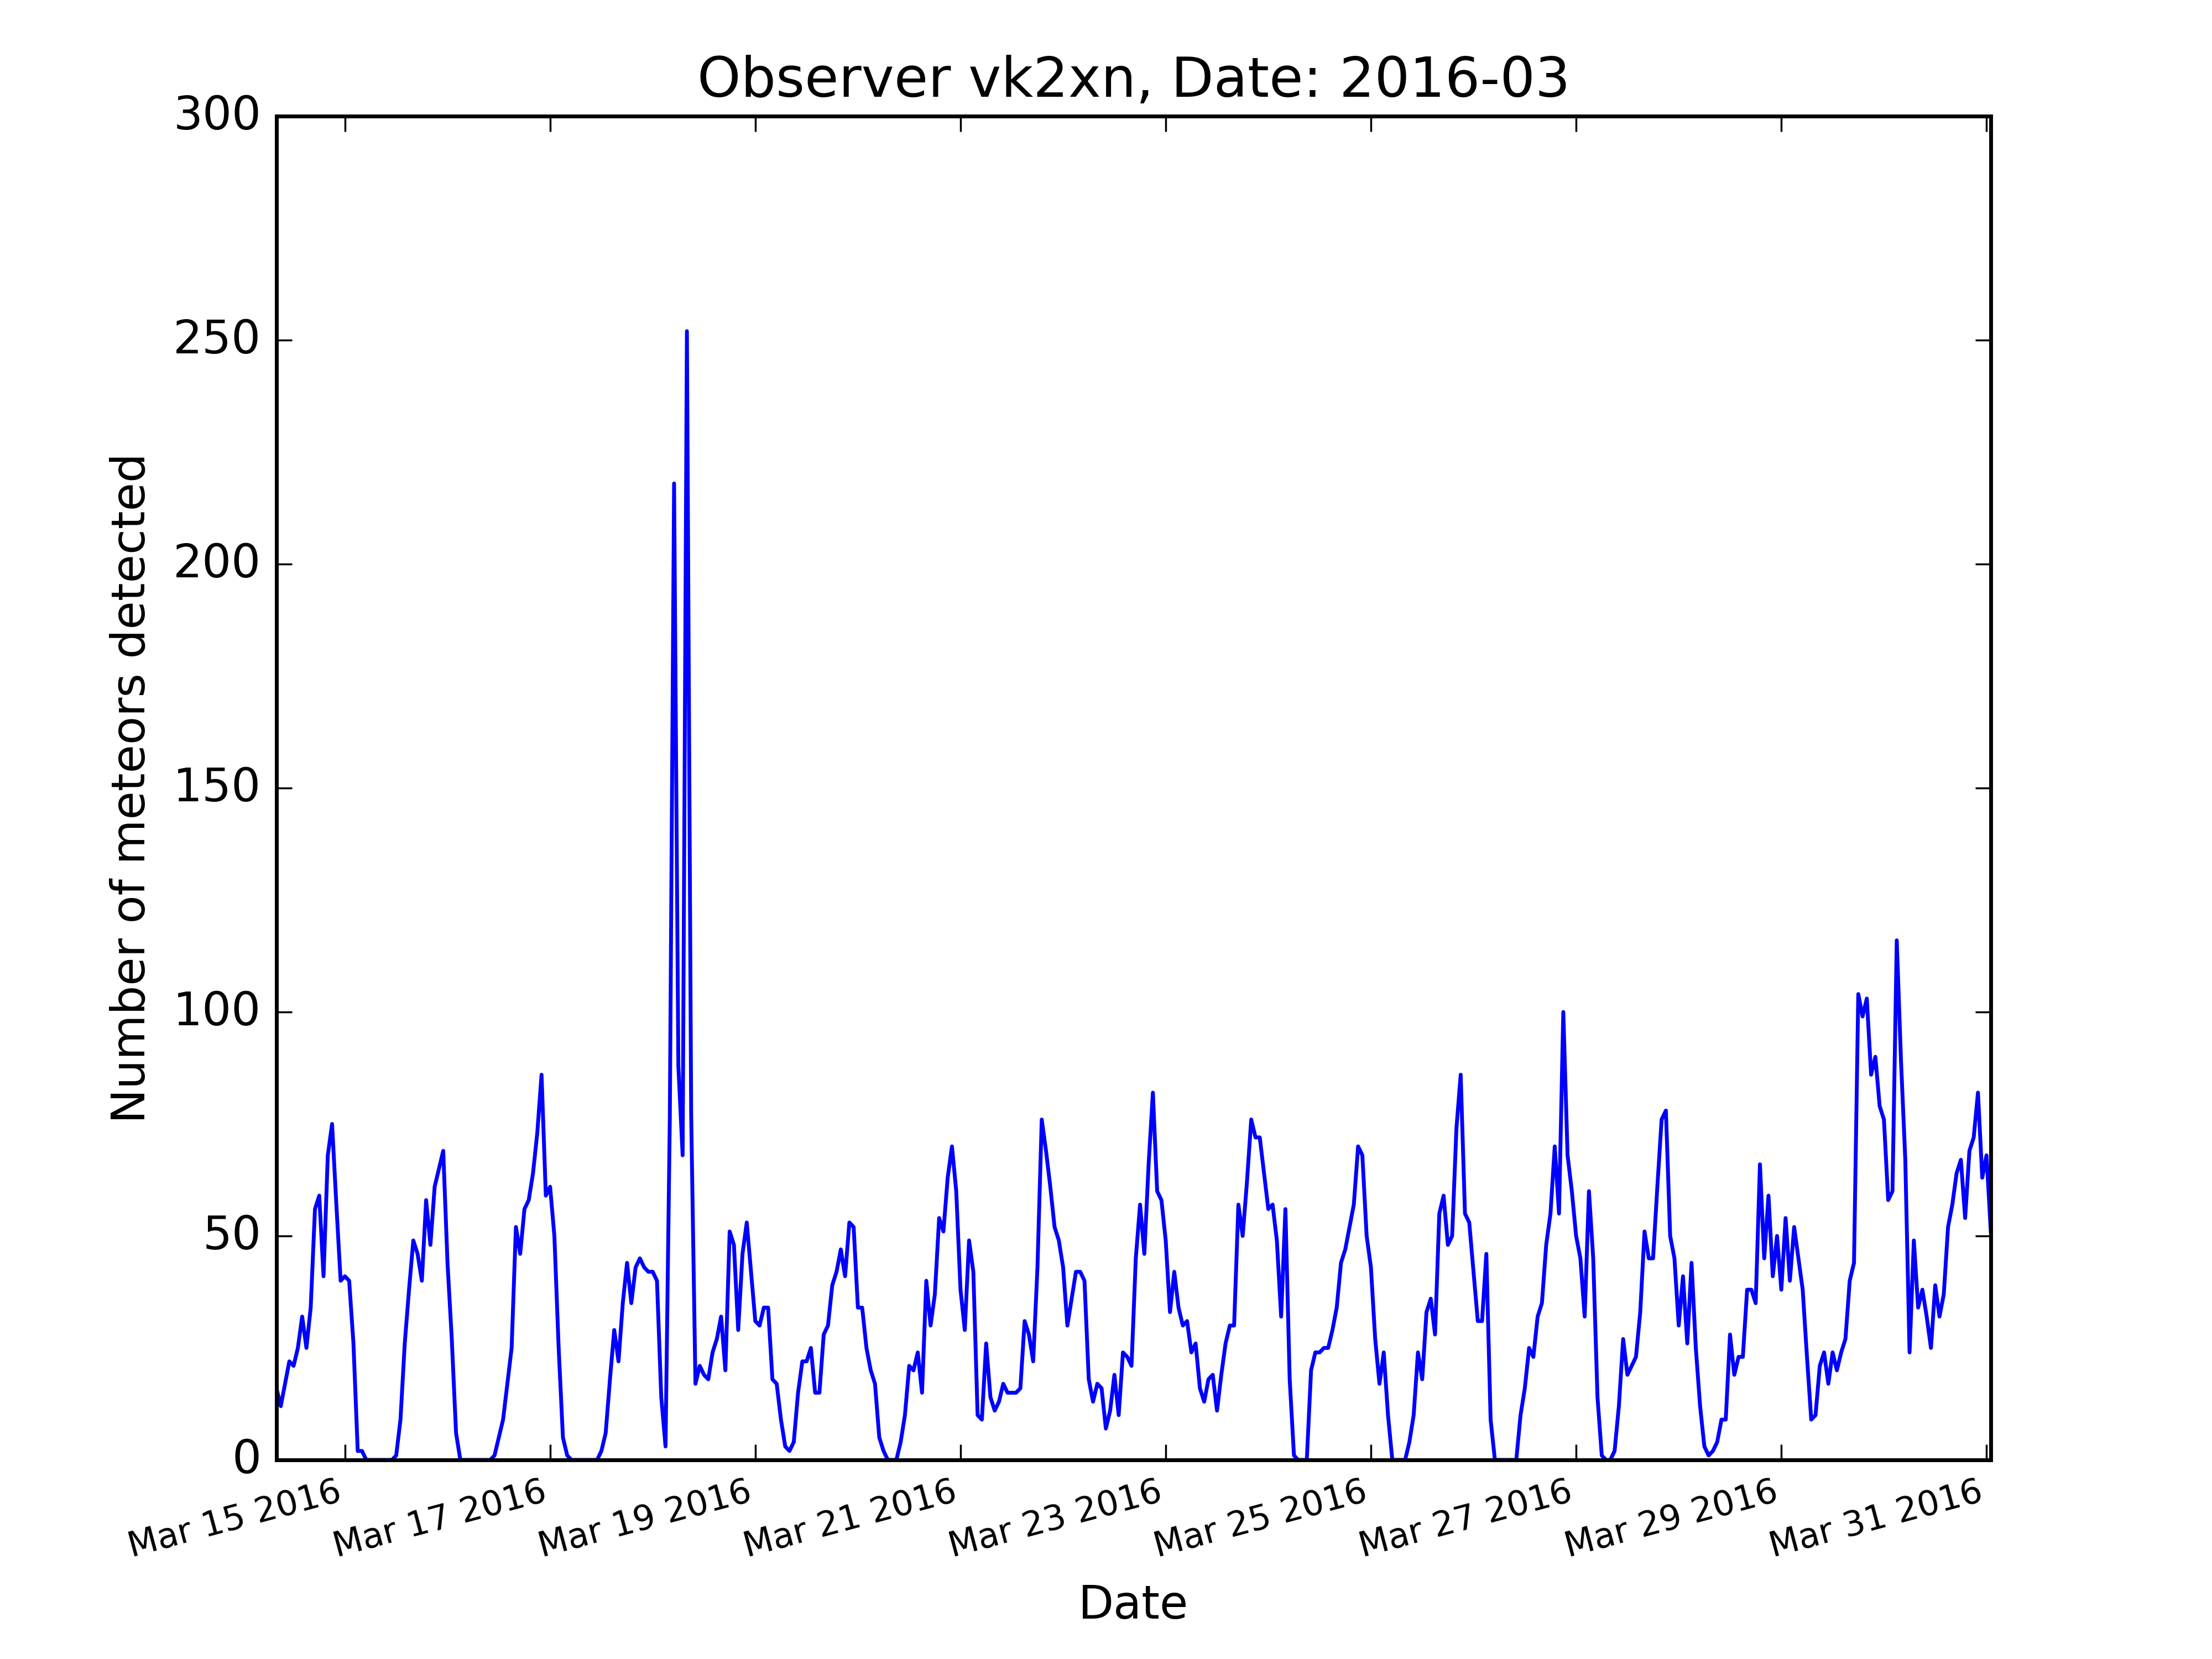 Observer vk2xn, Date: 2016-03
300
250
200
150
100
50
0
Number of meteors detected
Mar 15 2016
Mar 17 2016
Mar 19 2016
Mar 21 2016
Mar 23 2016
Mar 25 2016
Mar 27 2016
Mar 29 2016
Mar 31 2016
Date